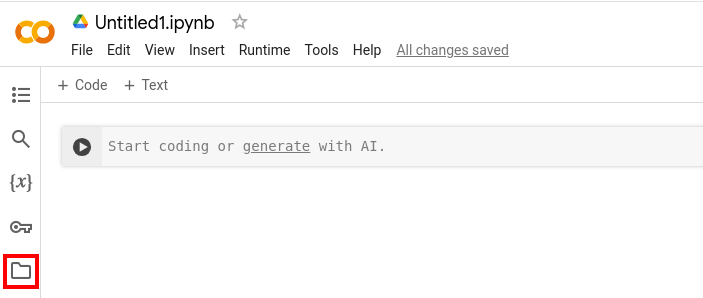 Untitled1.ipynb
File Edit View Insert Runtime Tools Help All changes saved
+ Code + Text
Start coding or generate with AI.
{x}